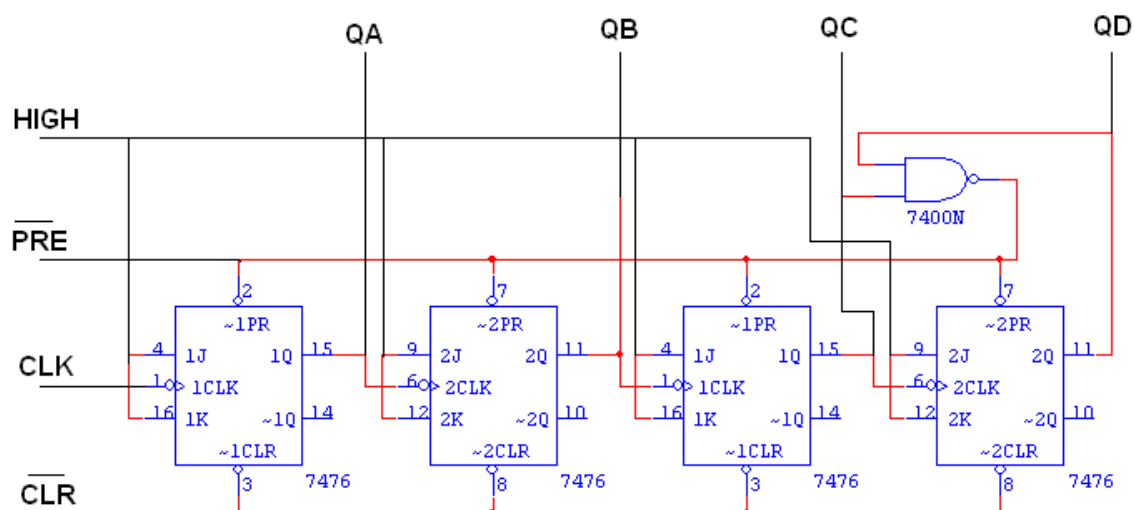 QA QB QC QD
HIGH
7400N
PRE
2 7 2 7
~1PR ~2PR ~1PR ~2PR
4 1J 1Q 15 9 2J 2Q 11 4 1J 1Q 15 9 2J 2Q 11
CLK 1 1CLK 6 2CLK 1 1CLK 6 2CLK
16 1K ~1Q 14 12 2K ~2Q 10 16 1K ~1Q 14 12 2K ~2Q 10
~1CLR ~2CLR ~1CLR ~2CLR
CLR 3 7476 8 7476 3 7476 8 7476